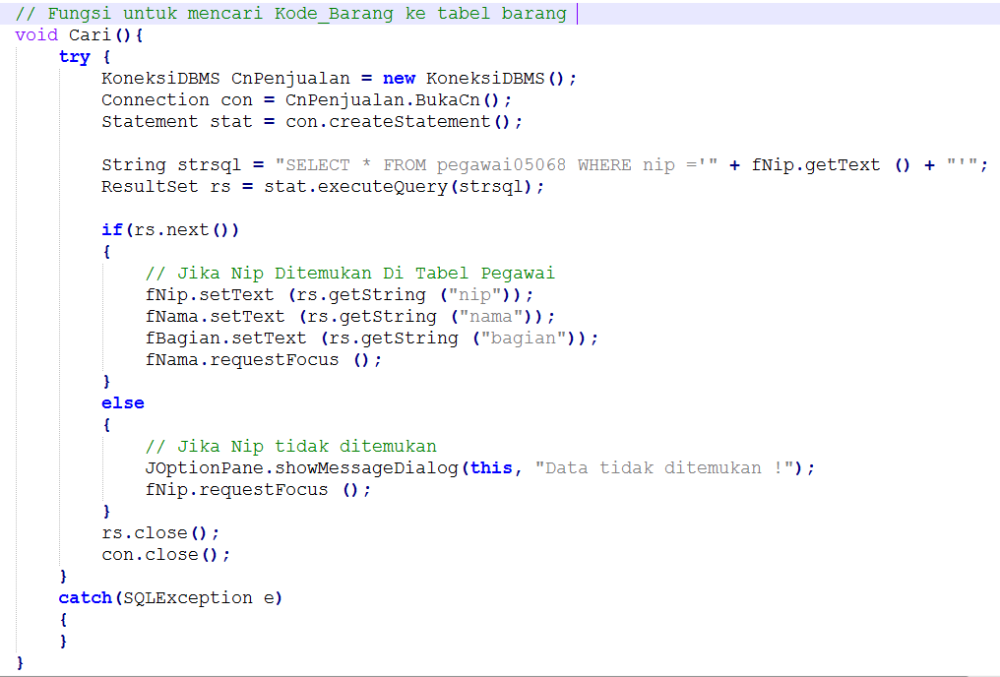 // Fungsi untuk mencari Kode_Barang ke tabel barang
void Cari(){
    try {
        KoneksiDBMS CnPenjualan = new KoneksiDBMS();
        Connection con = CnPenjualan.BukaCn();
        Statement stat = con.createStatement();

        String strsql = "SELECT * FROM pegawai05068 WHERE nip ='" + fNip.getText () + "'";
        ResultSet rs = stat.executeQuery(strsql);

        if(rs.next())
        {
            // Jika Nip Ditemukan Di Tabel Pegawai
            fNip.setText (rs.getString ("nip"));
            fNama.setText (rs.getString ("nama"));
            fBagian.setText (rs.getString ("bagian"));
            fNama.requestFocus ();
        }
        else
        {
            // Jika Nip tidak ditemukan
            JOptionPane.showMessageDialog(this, "Data tidak ditemukan !");
            fNip.requestFocus ();
        }
        rs.close();
        con.close();
    }
    catch(SQLException e)
    {
    }
}